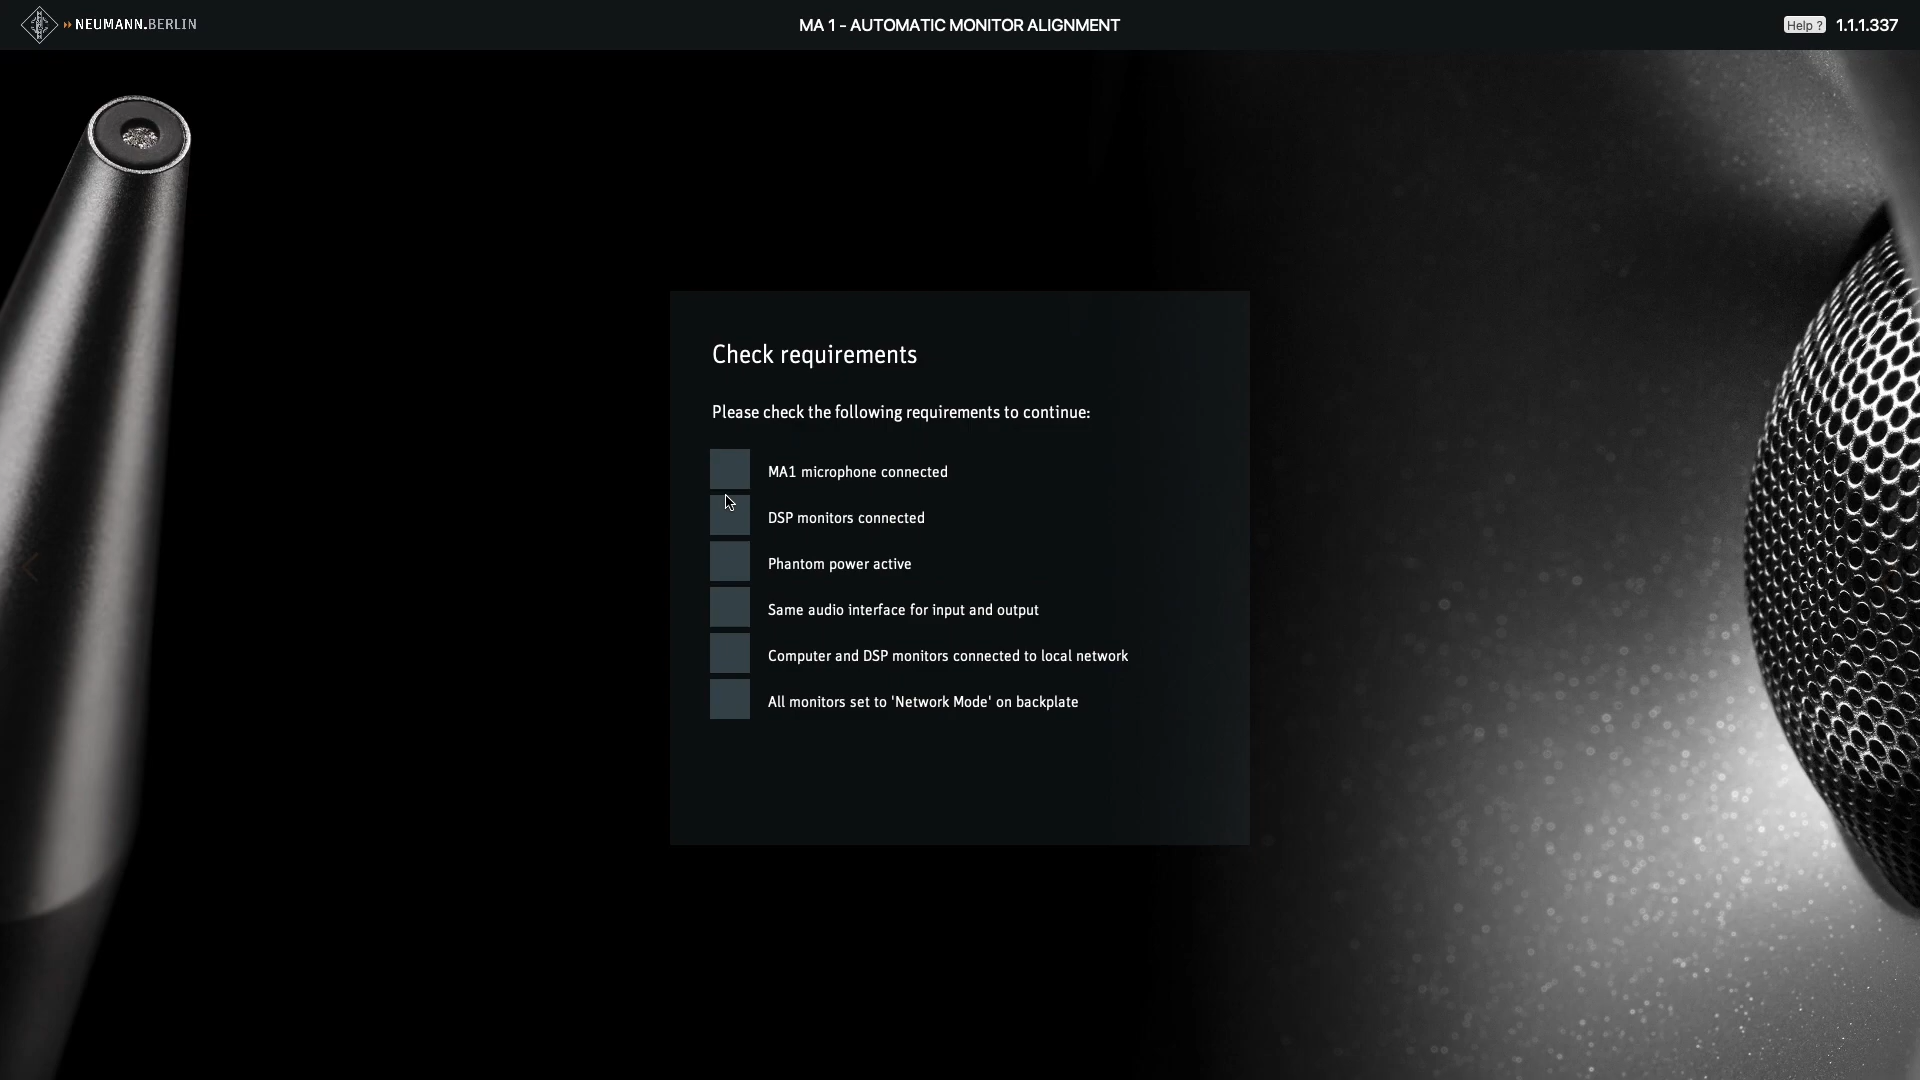 NEUMANN.BERLIN
MA 1 - AUTOMATIC MONITOR ALIGNMENT
Help ?
1.1.1.337
Check requirements
Please check the following requirements to continue:
MA1 microphone connected
DSP monitors connected
Phantom power active
Same audio interface for input and output
Computer and DSP monitors connected to local network
All monitors set to 'Network Mode' on backplate